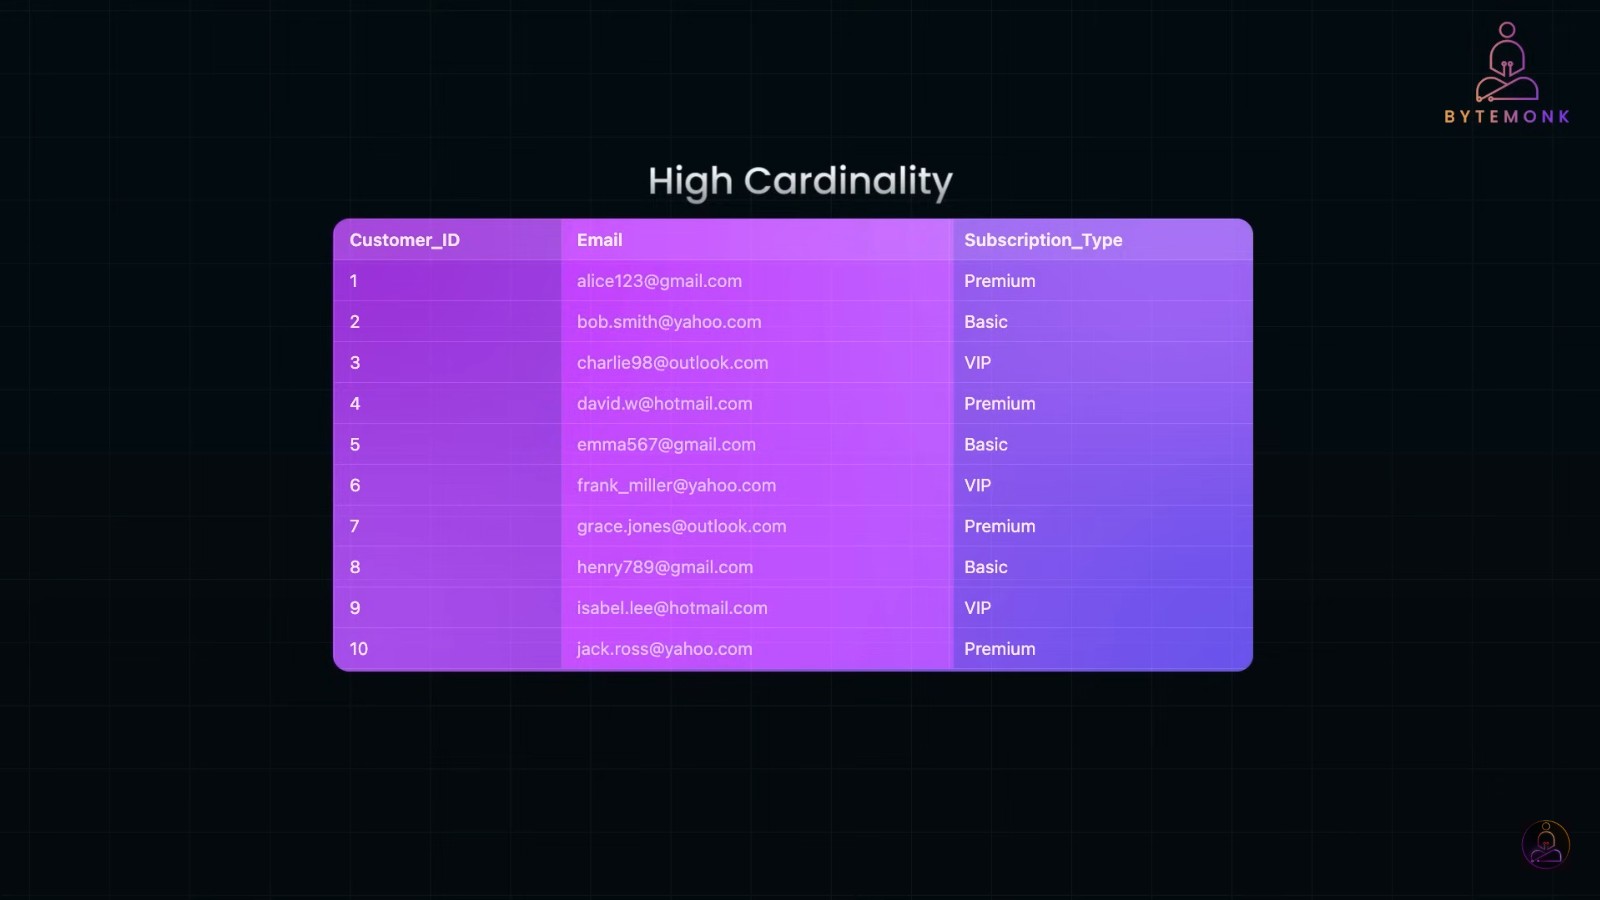 BYTEMONK
High Cardinality
Customer_ID Email Subscription_Type
1 alice123@gmail.com Premium
2 bob.smith@yahoo.com Basic
3 charlie98@outlook.com VIP
4 david.w@hotmail.com Premium
5 emma567@gmail.com Basic
6 frank_miller@yahoo.com VIP
7 grace.jones@outlook.com Premium
8 henry789@gmail.com Basic
9 isabel.lee@hotmail.com VIP
10 jack.ross@yahoo.com Premium